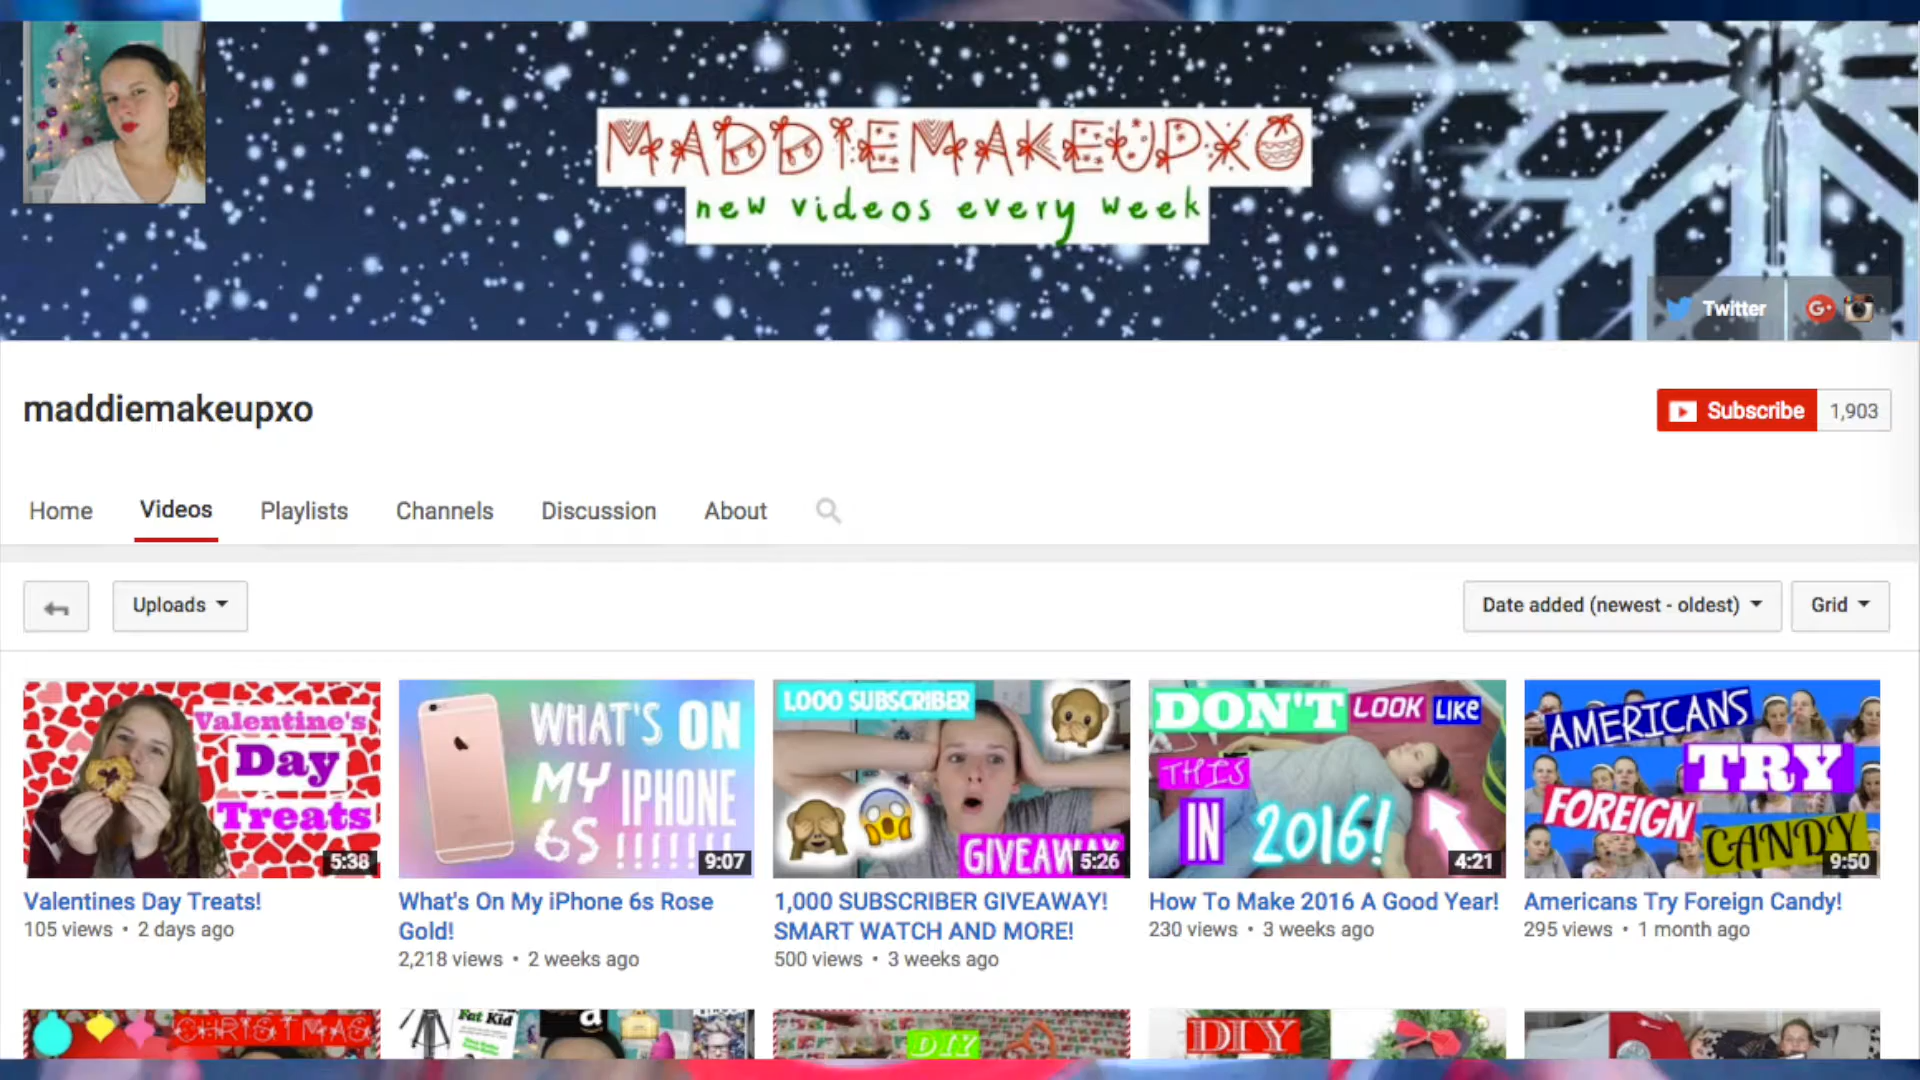 MADDIEMAKEUPXO
new videos every week
Twitter
G+
maddiemakeupxo
Subscribe 1,903
Home Videos Playlists Channels Discussion About
Uploads Date added (newest - oldest) Grid
Valentine's
Day
Treats
5:38
WHAT'S ON
MY IPHONE
6S !!!!!!!
9:07
1,000 SUBSCRIBER
GIVEAWAY
5:26
DON'T LOOK LIKE
THIS
IN 2016!
4:21
AMERICANS
TRY
FOREIGN
CANDY
9:50
Valentines Day Treats!
105 views • 2 days ago
What's On My iPhone 6s Rose
Gold!
2,218 views • 2 weeks ago
1,000 SUBSCRIBER GIVEAWAY!
SMART WATCH AND MORE!
500 views • 3 weeks ago
How To Make 2016 A Good Year!
230 views • 3 weeks ago
Americans Try Foreign Candy!
295 views • 1 month ago
CHRISTMAS
Fat Kid
a
DIY
DIY